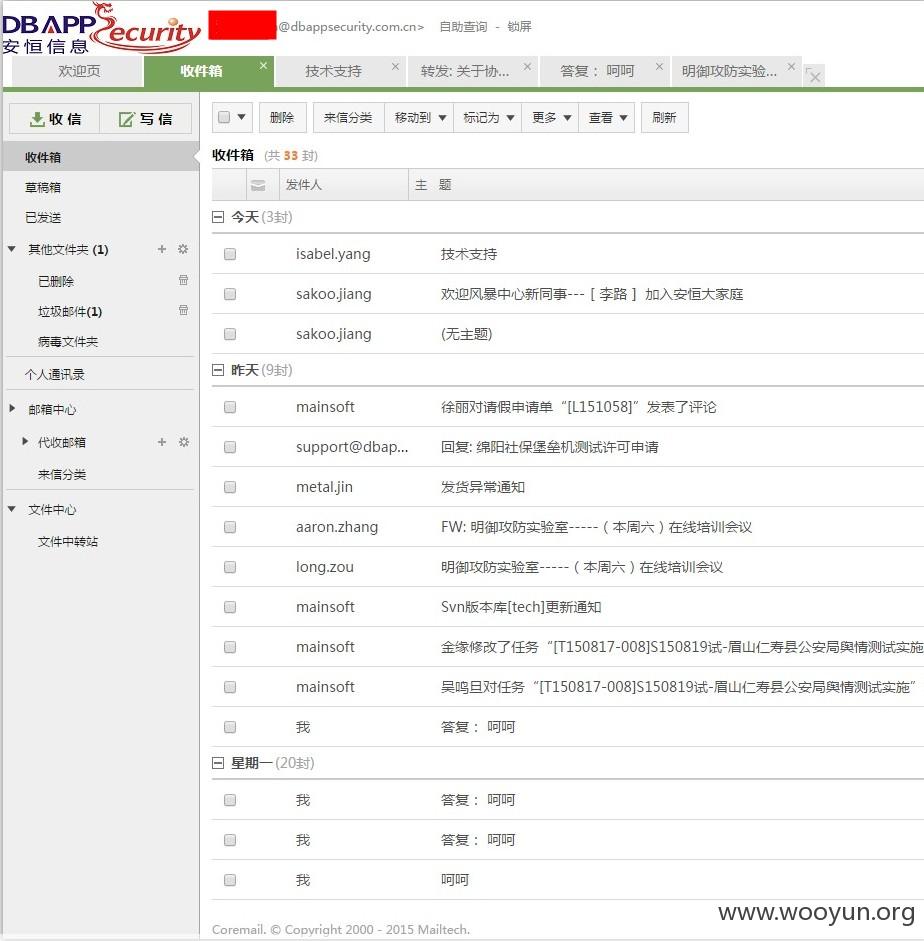 DBAPPSecurity
安恒信息
@dbappsecurity.com.cn> 自助查询 - 锁屏
欢迎页 收件箱 技术支持 转发: 关于协... 答复： 呵呵 明御攻防实验...
收信 写信
删除 来信分类 移动到 标记为 更多 查看 刷新
收件箱
草稿箱
已发送
其他文件夹 (1)
已删除
垃圾邮件(1)
病毒文件夹
个人通讯录
邮箱中心
代收邮箱
来信分类
文件中心
文件中转站
收件箱 (共 33 封)
发件人 主 题
今天(3封)
isabel.yang 技术支持
sakoo.jiang 欢迎风暴中心新同事--- [ 李路 ] 加入安恒大家庭
sakoo.jiang (无主题)
昨天(9封)
mainsoft 徐丽对请假申请单“[L151058]”发表了评论
support@dbap... 回复: 绵阳社保堡垒机测试许可申请
metal.jin 发货异常通知
aaron.zhang FW: 明御攻防实验室-----（本周六）在线培训会议
long.zou 明御攻防实验室-----（本周六）在线培训会议
mainsoft Svn版本库[tech]更新通知
mainsoft 金缘修改了任务“[T150817-008]S150819试-眉山仁寿县公安局舆情测试实施
mainsoft 吴鸣旦对任务“[T150817-008]S150819试-眉山仁寿县公安局舆情测试实施”
我 答复： 呵呵
星期一(20封)
我 答复： 呵呵
我 答复： 呵呵
我 呵呵
www.wooyun.org
Coremail. © Copyright 2000 - 2015 Mailtech.